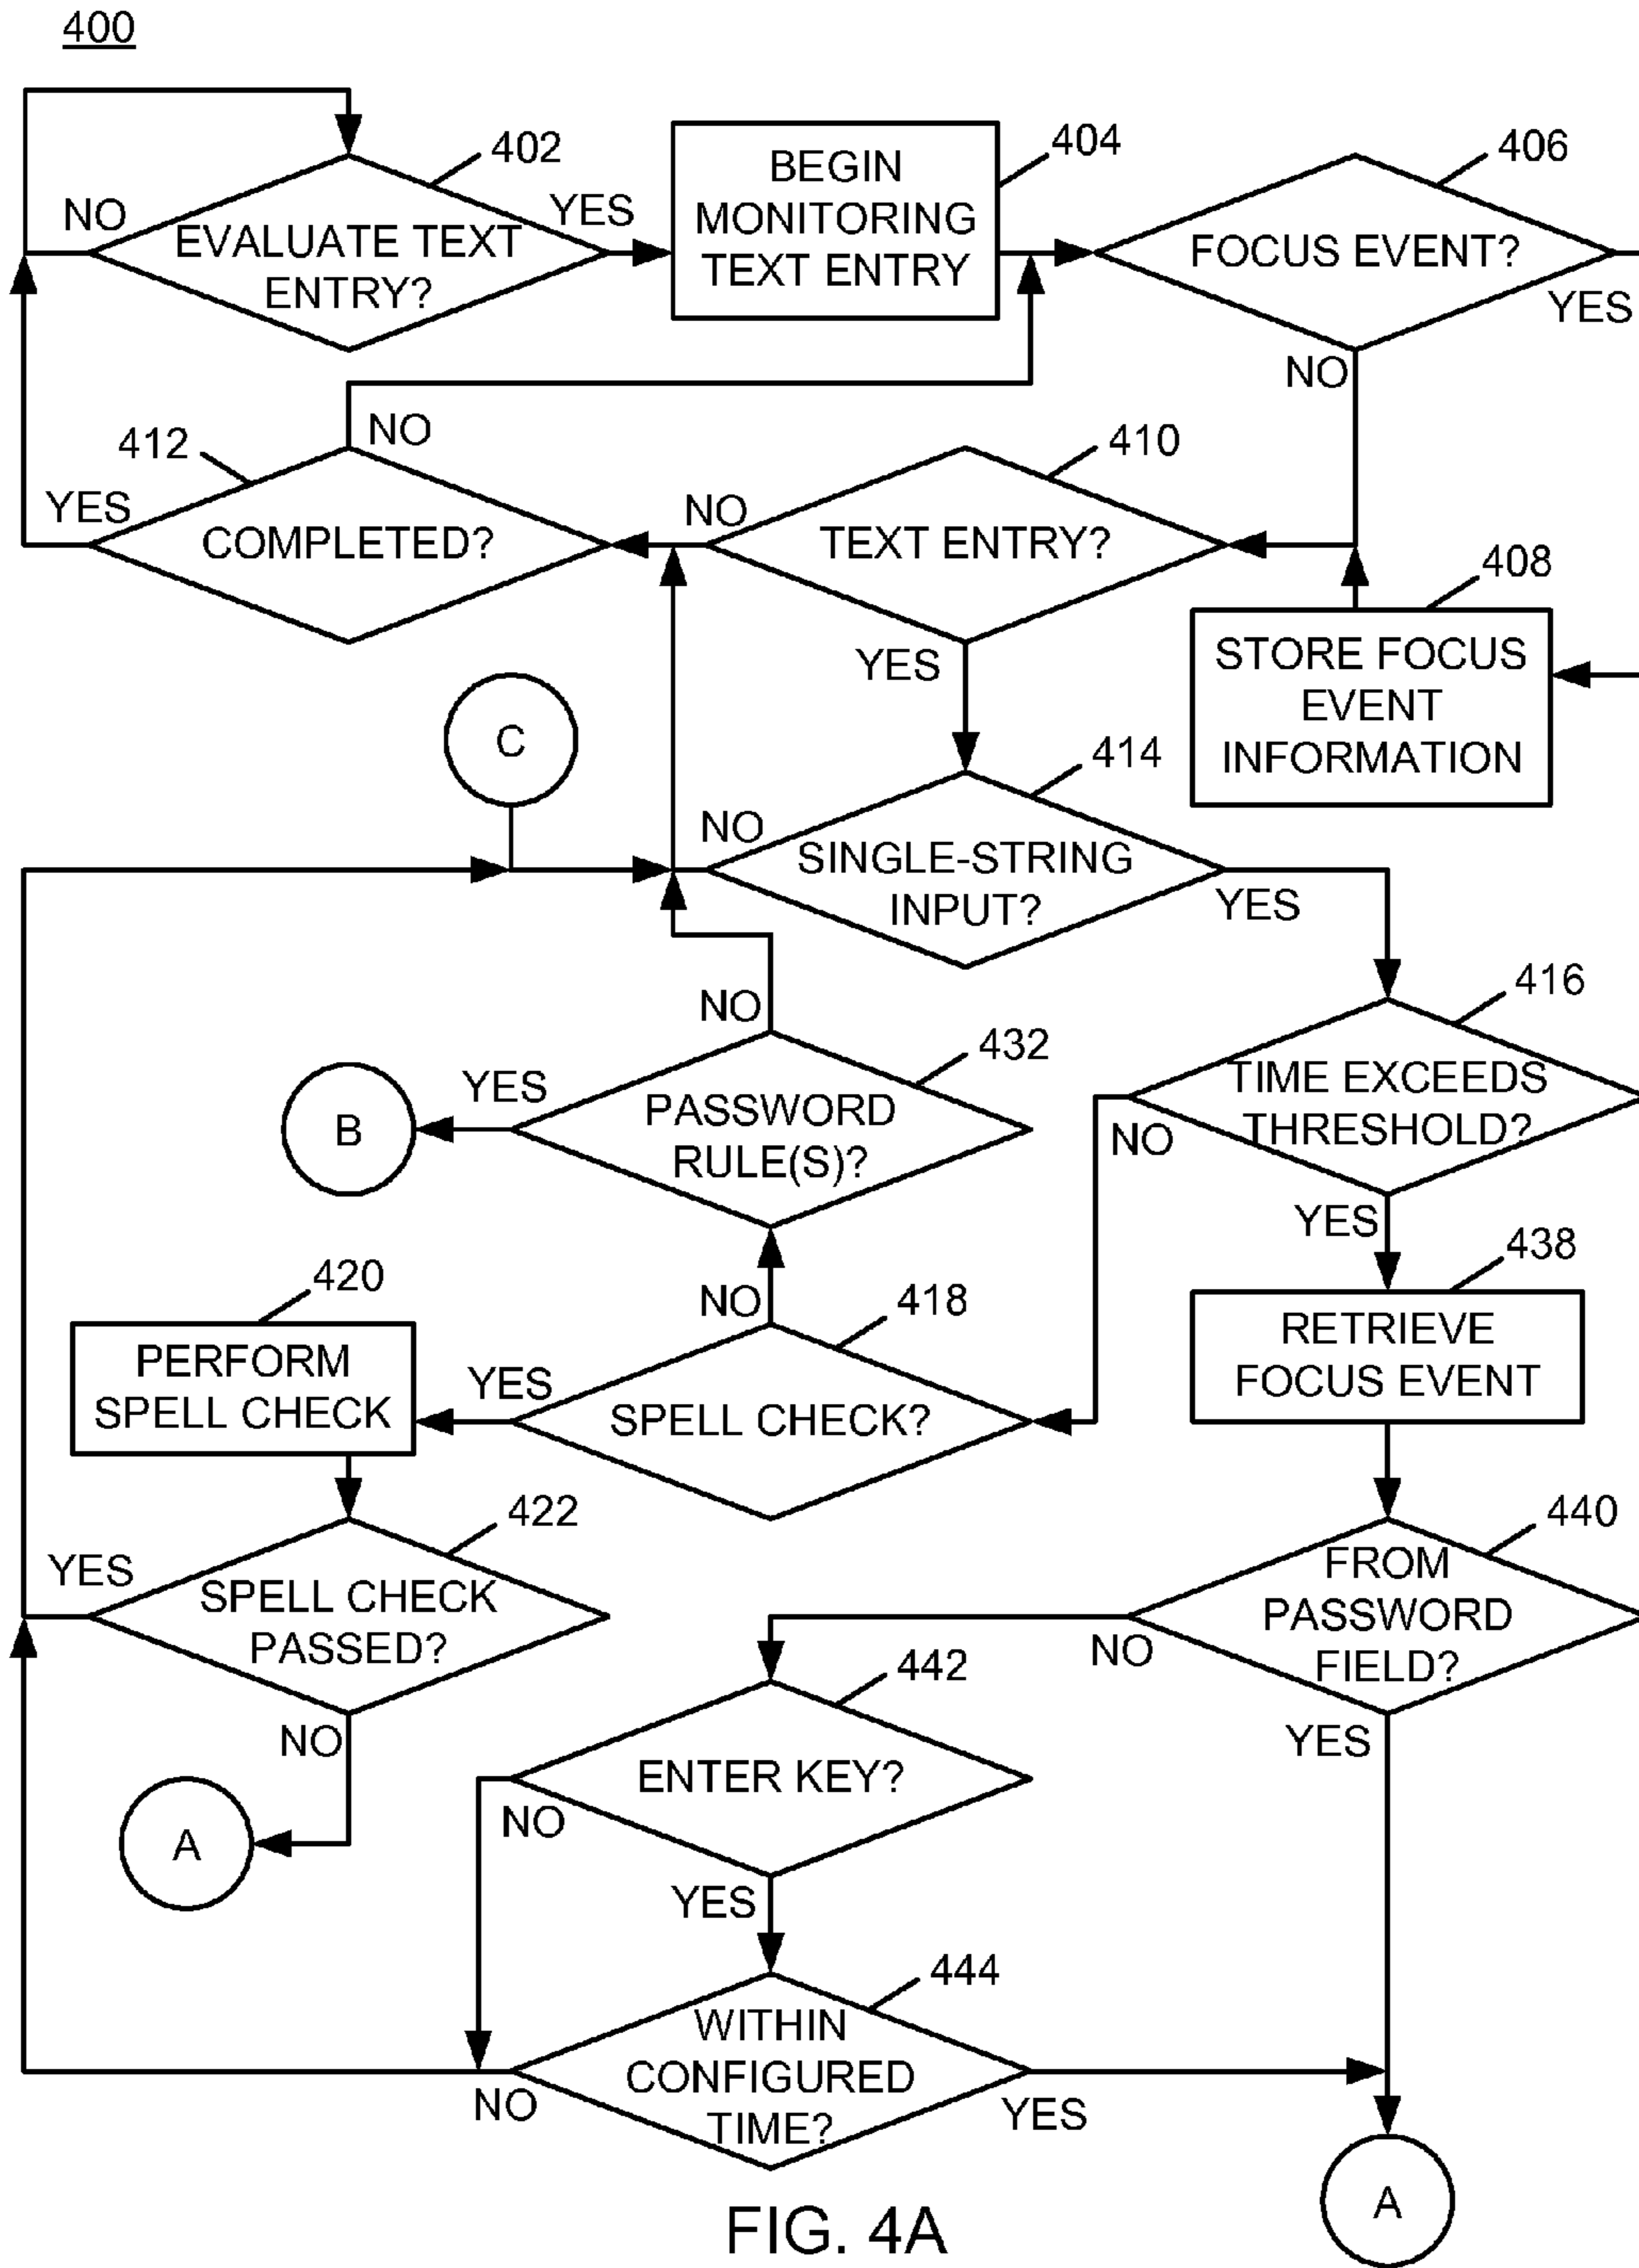 400
402
NO
YES
EVALUATE TEXT
ENTRY?
404
BEGIN
MONITORING
TEXT ENTRY
406
FOCUS EVENT?
YES
NO
412
NO
YES
COMPLETED?
410
NO
TEXT ENTRY?
YES
408
STORE FOCUS
EVENT
INFORMATION
C
414
NO
SINGLE-STRING
INPUT?
YES
416
TIME EXCEEDS
THRESHOLD?
NO
YES
NO
432
YES
PASSWORD
RULE(S)?
B
438
RETRIEVE
FOCUS EVENT
420
PERFORM
SPELL CHECK
NO
418
YES
SPELL CHECK?
422
YES
SPELL CHECK
PASSED?
NO
A
440
FROM
PASSWORD
FIELD?
NO
YES
442
ENTER KEY?
NO
YES
444
WITHIN
CONFIGURED
TIME?
NO
YES
A
FIG. 4A